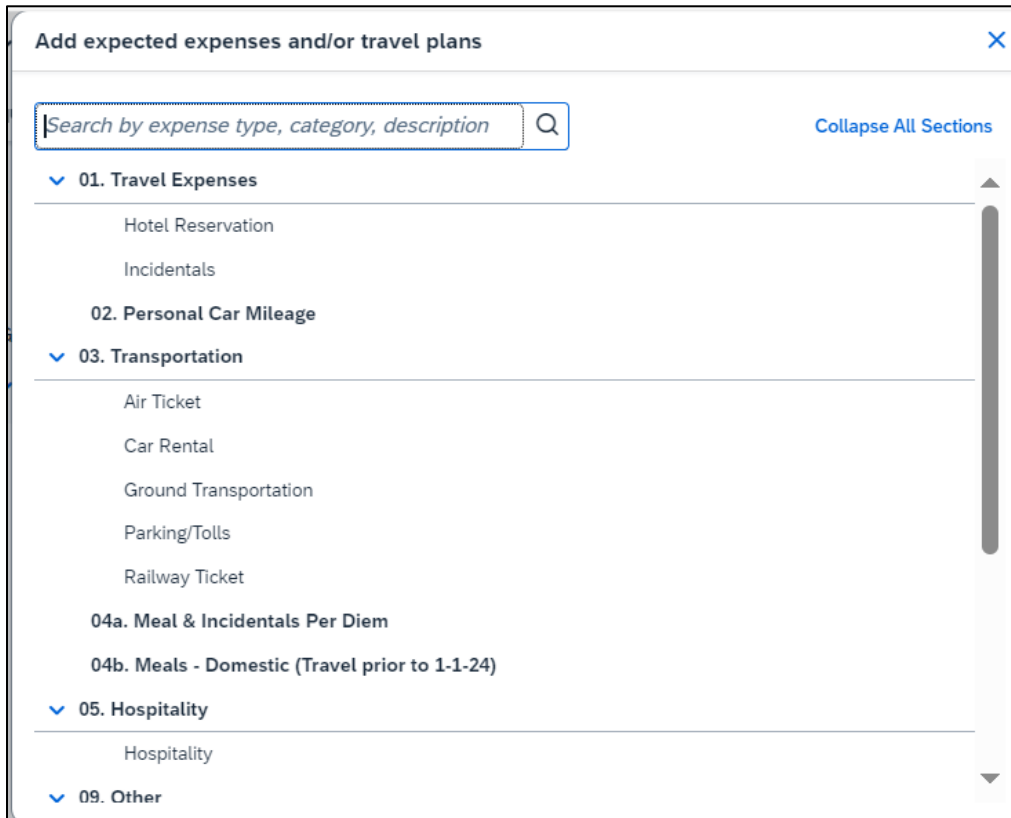 Add expected expenses and/or travel plans
Search by expense type, category, description
Collapse All Sections
01. Travel Expenses
Hotel Reservation
Incidentals
02. Personal Car Mileage
03. Transportation
Air Ticket
Car Rental
Ground Transportation
Parking/Tolls
Railway Ticket
04a. Meal & Incidentals Per Diem
04b. Meals - Domestic (Travel prior to 1-1-24)
05. Hospitality
Hospitality
09. Other